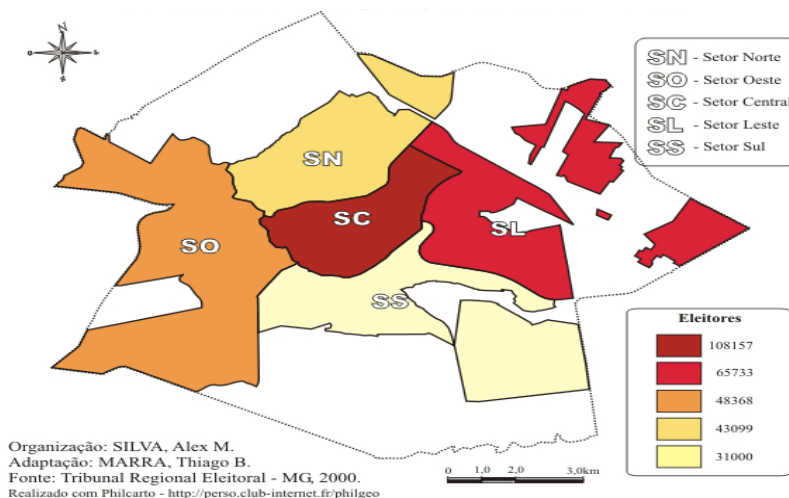 N
O
L
S
SN - Setor Norte
SO - Setor Oeste
SC - Setor Central
SL - Setor Leste
SS - Setor Sul
SN
SC
SO
SL
SS
Eleitores
108157
65733
48368
43099
31000
Organização: SILVA, Alex M.
Adaptação: MARRA, Thiago B.
Fonte: Tribunal Regional Eleitoral - MG, 2000.
Realizado com Philcarto - http://perso.club-internet.fr/philgeo
0 1,0 2,0 3,0km